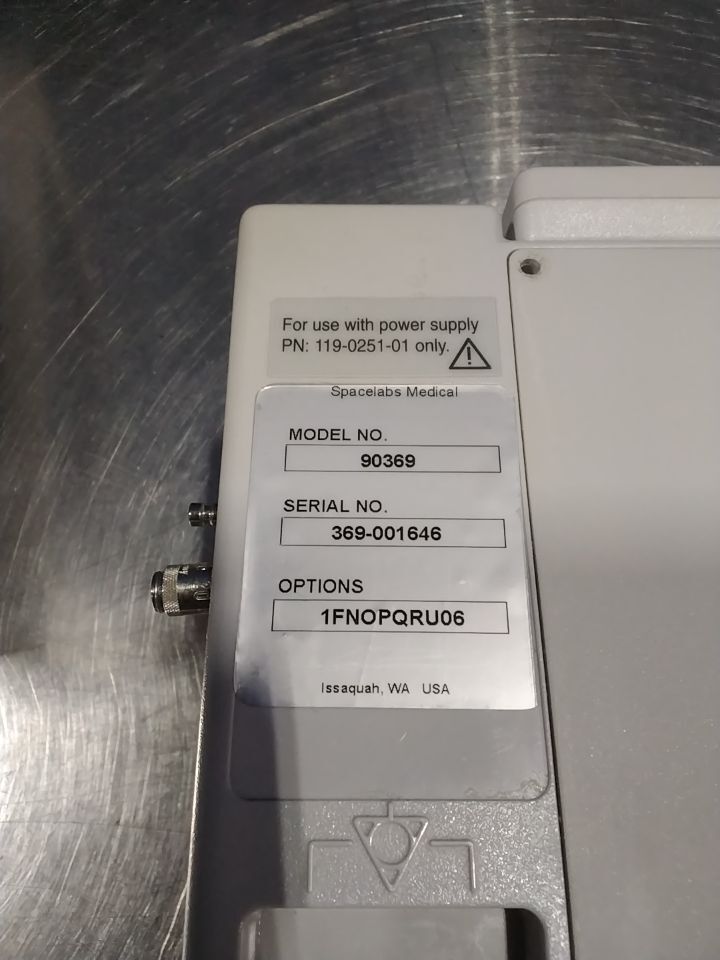 For use with power supply
PN: 119-0251-01 only.
Spacelabs Medical
MODEL NO.
90369
SERIAL NO.
369-001646
OPTIONS
1FNOPQRU06
Issaquah, WA USA